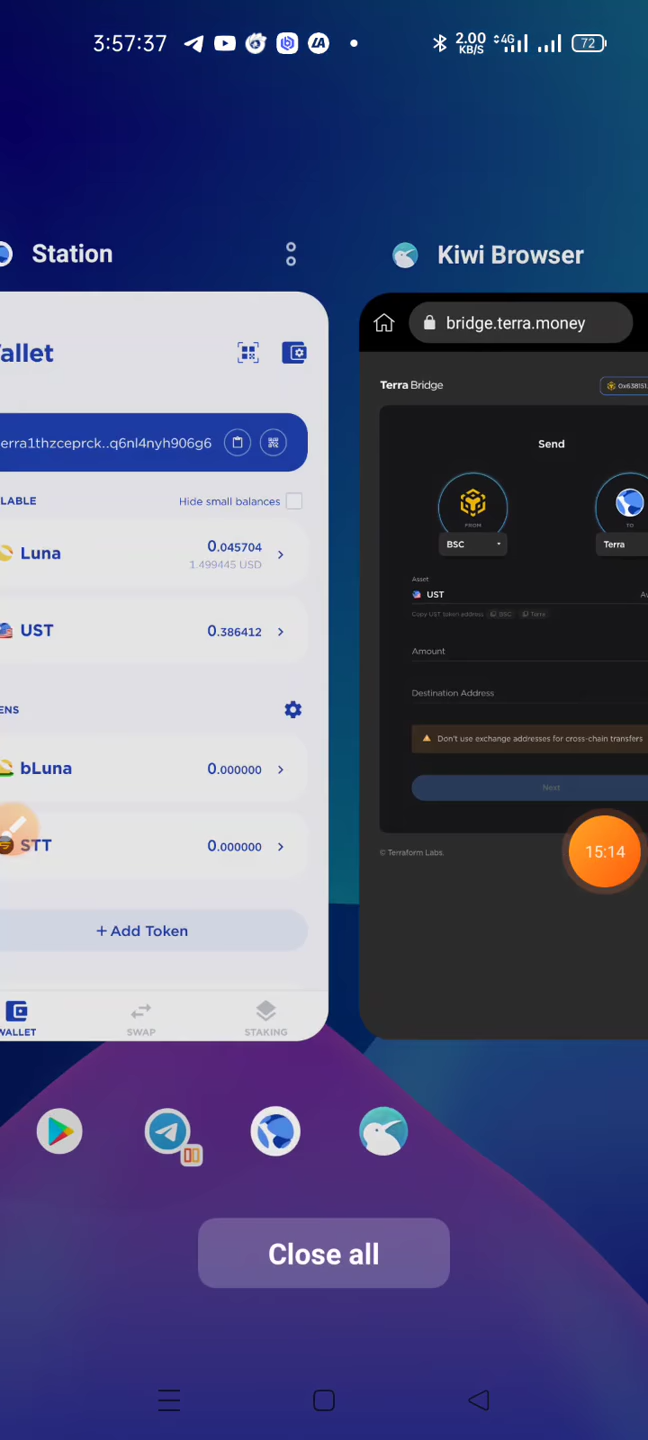 3:57:37
2.00 KB/S 4G 72
Station
Kiwi Browser
allet
bridge.terra.money
Terra Bridge
0x638151
erra1thzceprck..q6nl4nyh906g6
Send
LABLE
Hide small balances
FROM
TO
BSC
Terra
Luna
0.045704
1.499445 USD
Asset
UST
Copy UST token address BSC Terra
UST
0.386412
Amount
Destination Address
ENS
Don't use exchange addresses for cross-chain transfers
bLuna
0.000000
Next
STT
0.000000
© Terraform Labs.
15:14
+ Add Token
WALLET
SWAP
STAKING
Close all